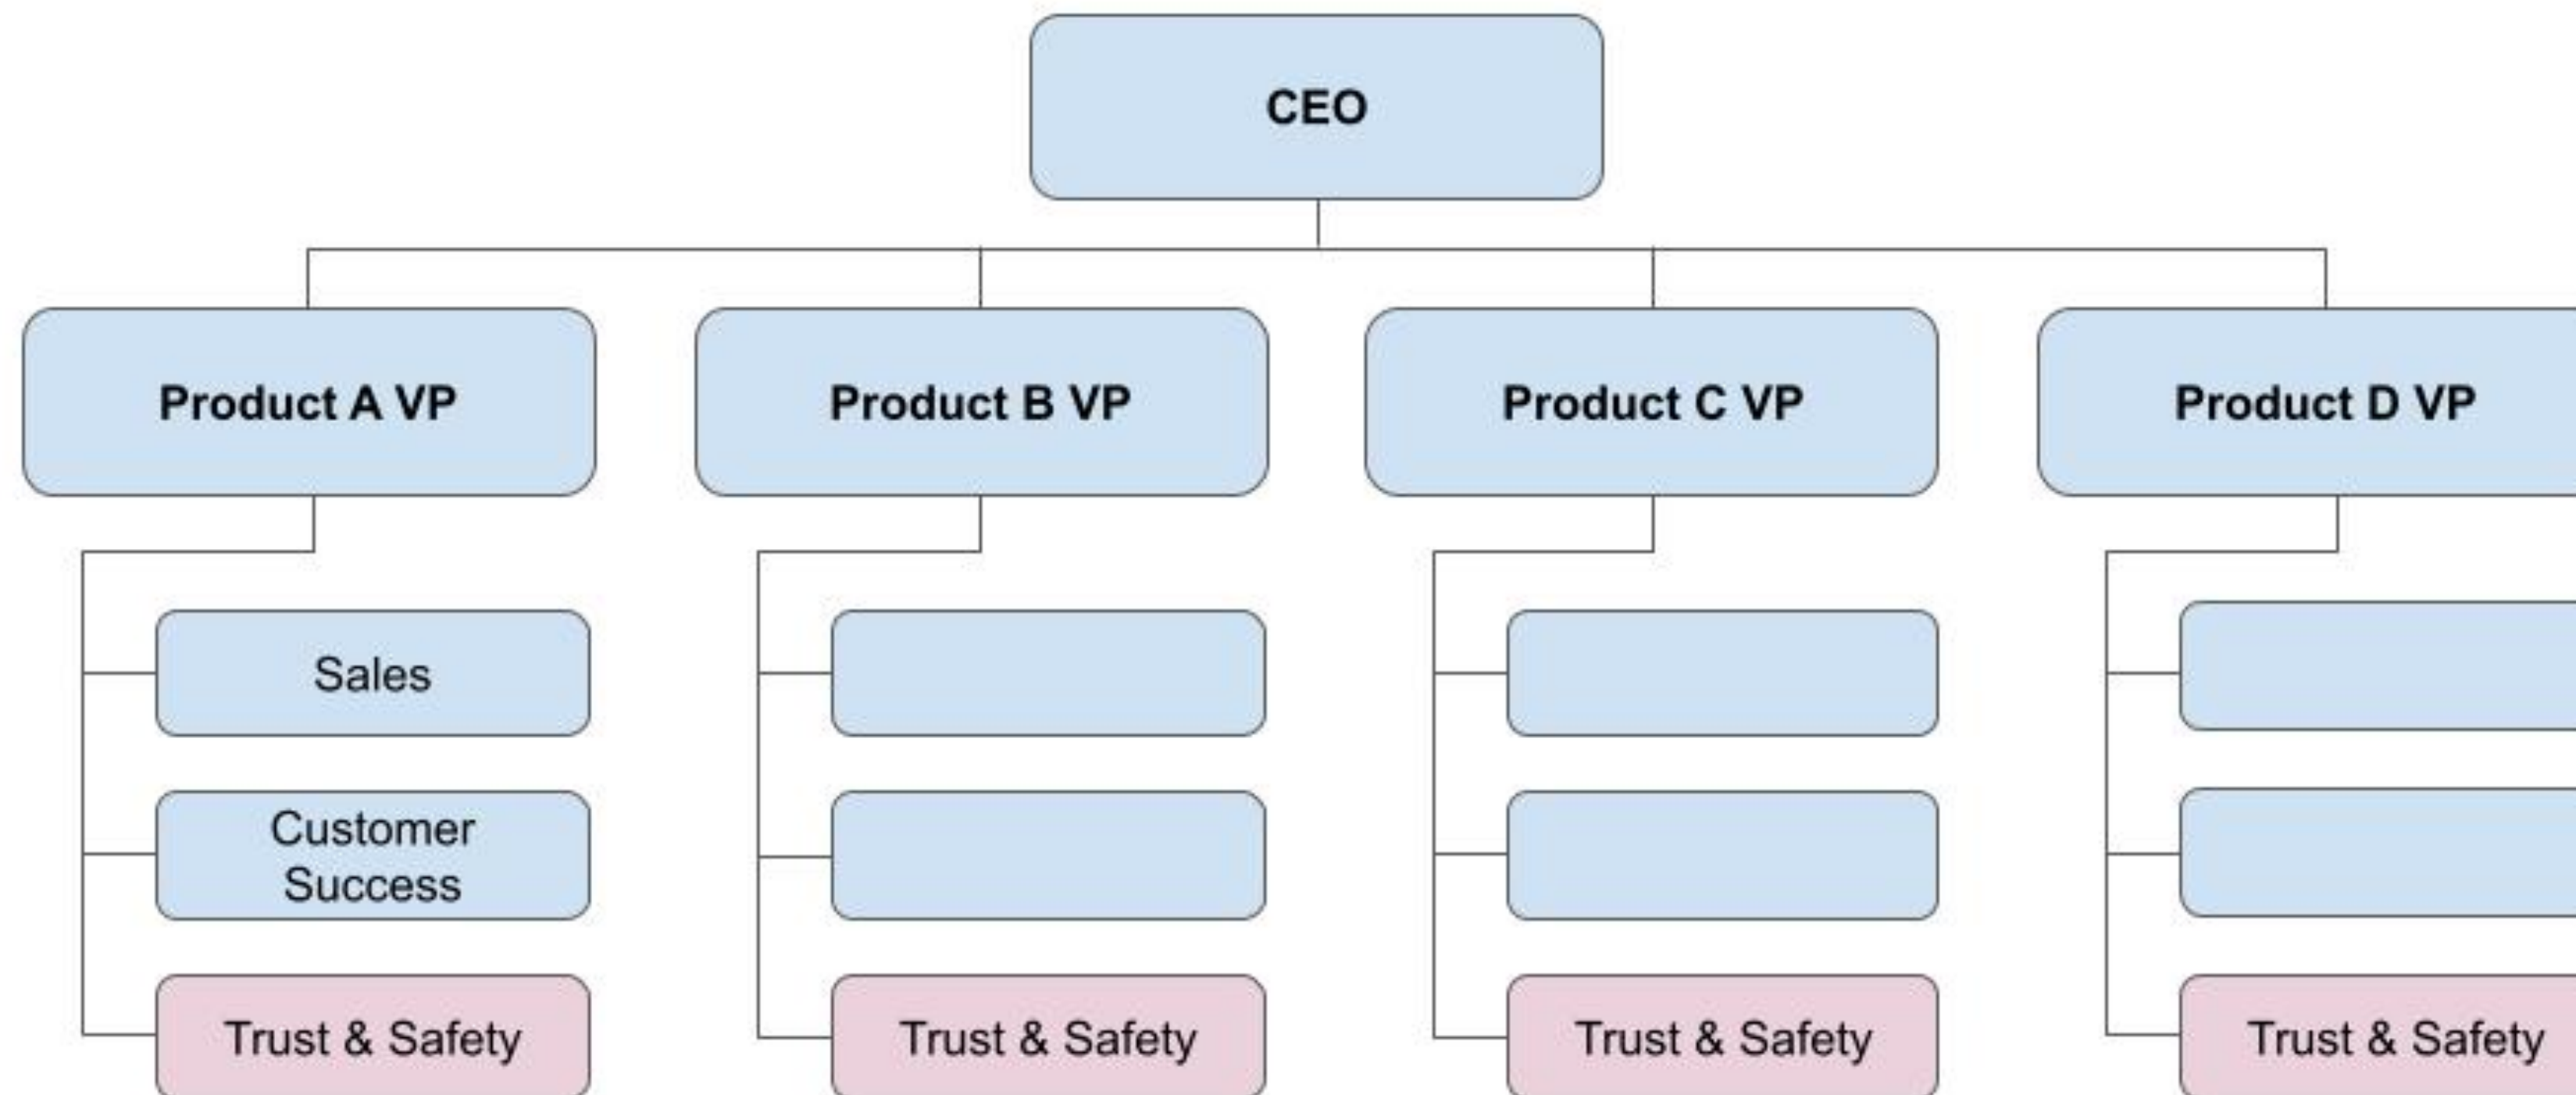 CEO
Product A VP
Product B VP
Product C VP
Product D VP
Sales
Customer
Success
Trust & Safety
Trust & Safety
Trust & Safety
Trust & Safety